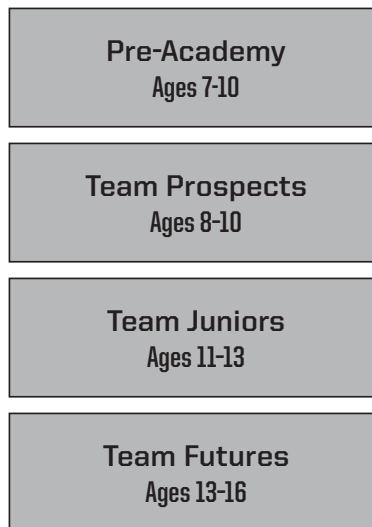 Pre-Academy
Ages 7-10
Team Prospects
Ages 8-10
Team Juniors
Ages 11-13
Team Futures
Ages 13-16